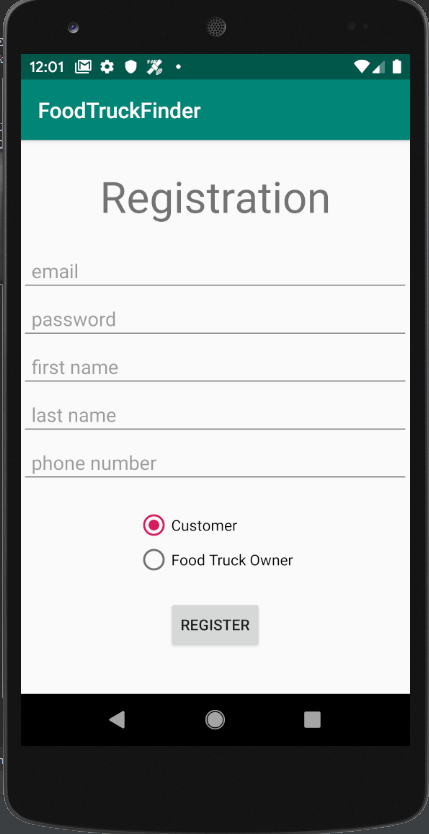 12:01
FoodTruckFinder
Registration
email
password
first name
last name
phone number
Customer
Food Truck Owner
REGISTER